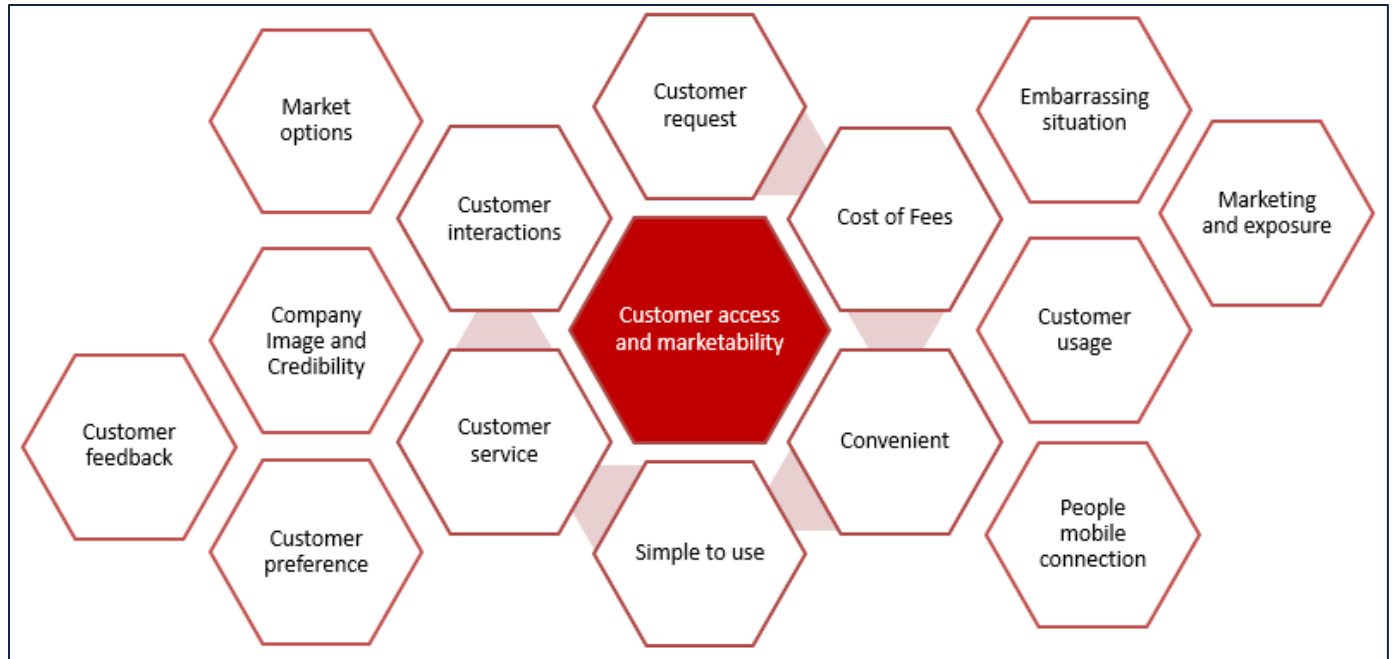 Market
options
Customer
request
Embarrassing
situation
Customer
interactions
Cost of Fees
Marketing
and exposure
Company
Image and
Credibility
Customer access
and marketability
Customer
usage
Customer
feedback
Customer
service
Convenient
Customer
preference
Simple to use
People
mobile
connection